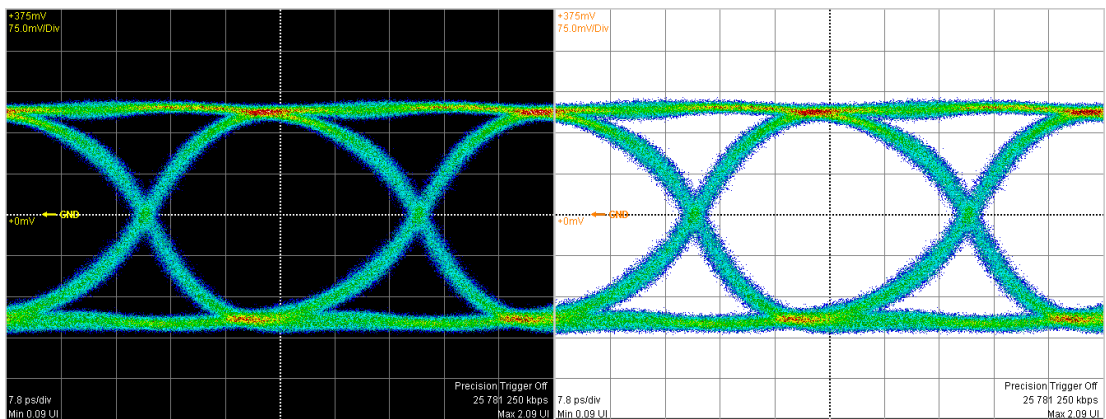 +375mV
75.0mV/Div
+0mV
GND
Precision Trigger Off
7.8 ps/div
25 781 250 kbps
Min 0.09 UI
Max 2.09 UI
+375mV
75.0mV/Div
+0mV
GND
Precision Trigger Off
7.8 ps/div
25 781 250 kbps
Min 0.09 UI
Max 2.09 UI